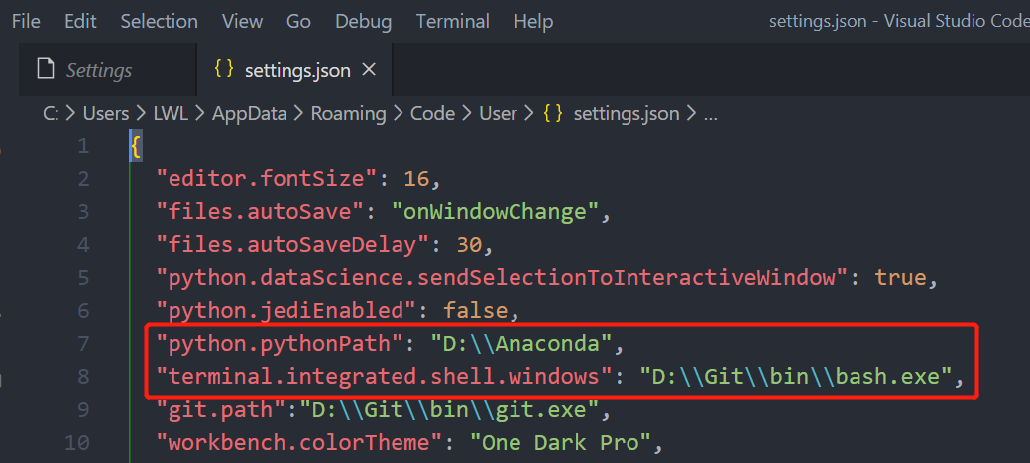 File Edit Selection View Go Debug Terminal Help settings.json - Visual Studio Code
Settings {} settings.json ×
C: > Users > LWL > AppData > Roaming > Code > User > {} settings.json > ...
1 {
2 "editor.fontSize": 16,
3 "files.autoSave": "onWindowChange",
4 "files.autoSaveDelay": 30,
5 "python.dataScience.sendSelectionToInteractiveWindow": true,
6 "python.jediEnabled": false,
7 "python.pythonPath": "D:\\Anaconda",
8 "terminal.integrated.shell.windows": "D:\\Git\\bin\\bash.exe",
9 "git.path":"D:\\Git\\bin\\git.exe",
10 "workbench.colorTheme": "One Dark Pro",